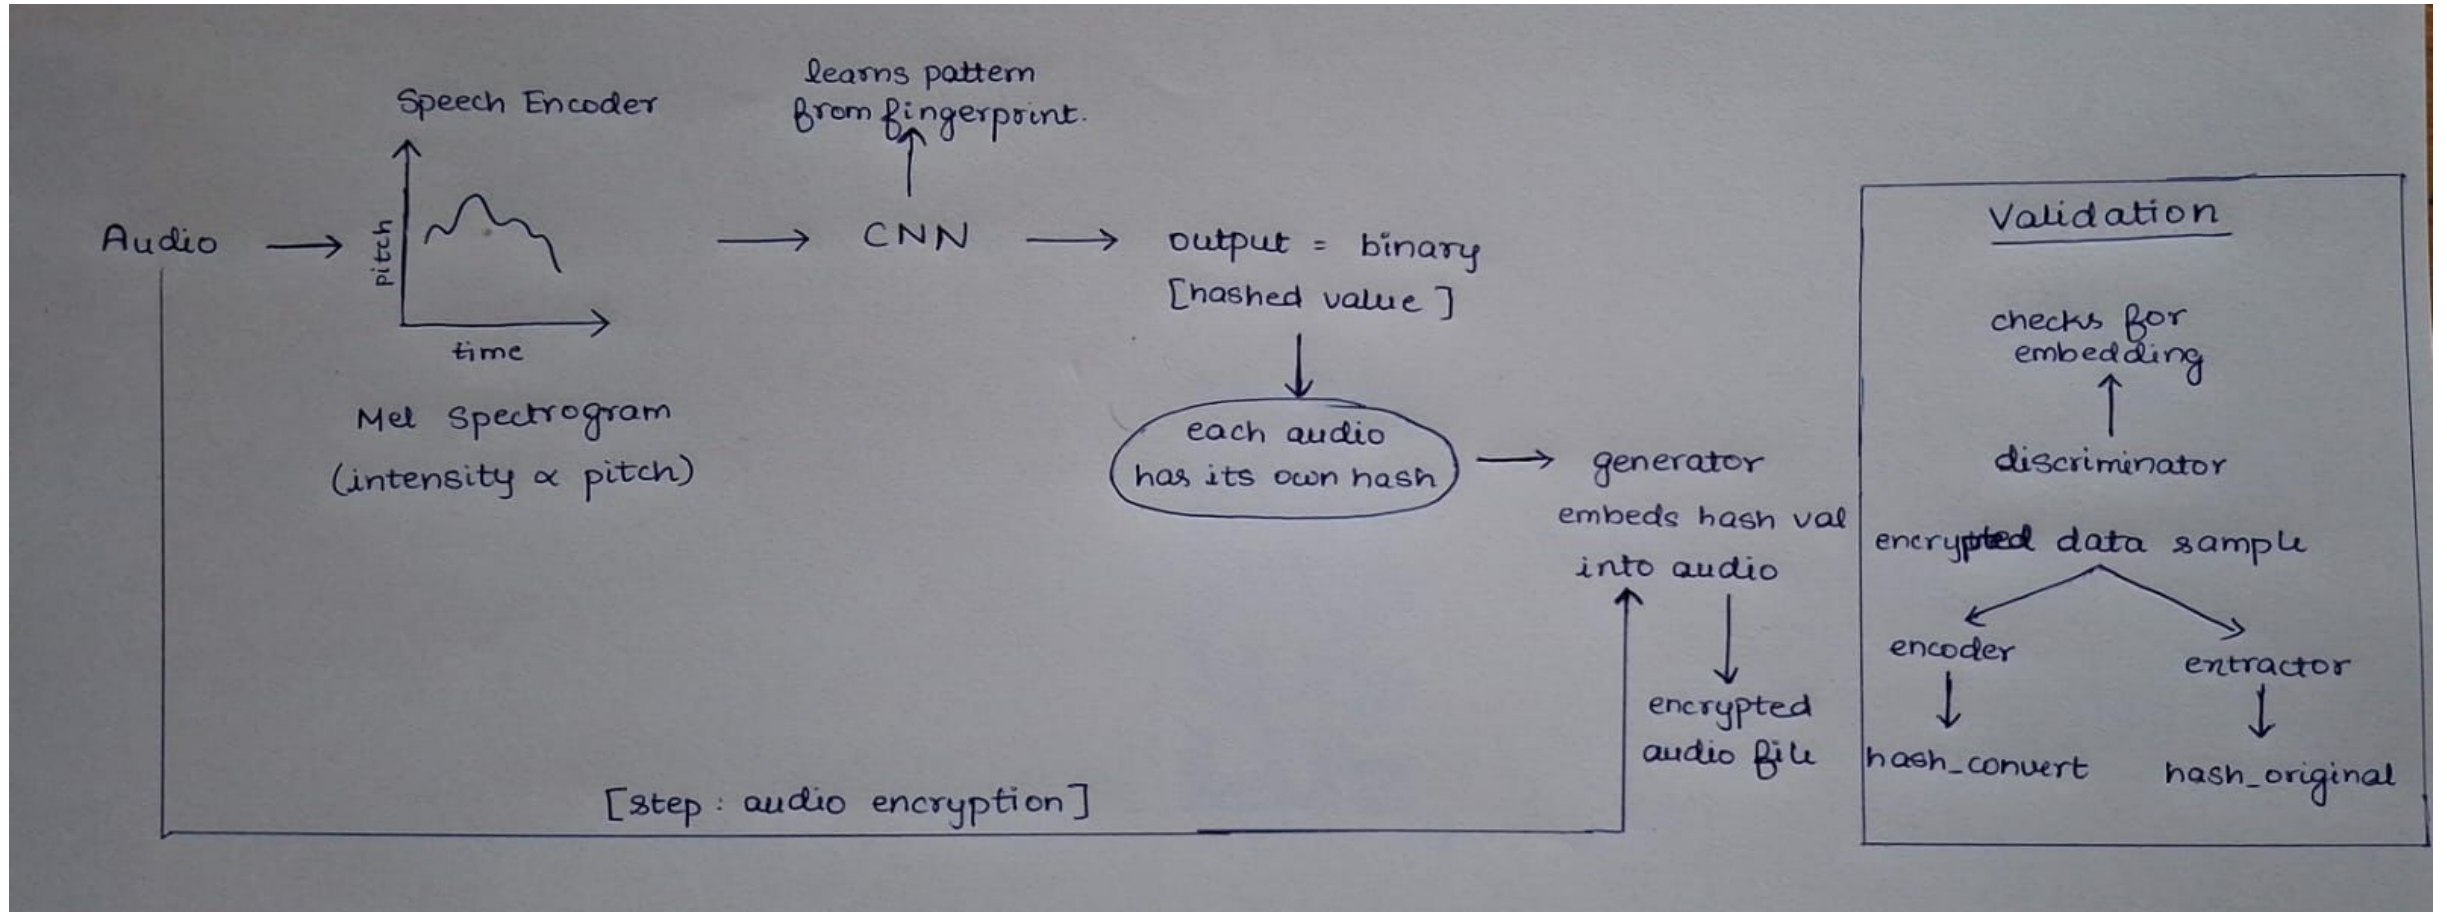 Speech Encoder
learns pattern
from fingerprint.
Audio
pitch
time
Mel Spectrogram
(intensity ∝ pitch)
CNN
output = binary
[hashed value]
each audio
has its own hash
generator
embeds hash val
into audio
encrypted
audio file
[step: audio encryption]
Validation
checks for
embedding
discriminator
encrypted data sample
encoder
hash_convert
extractor
hash_original